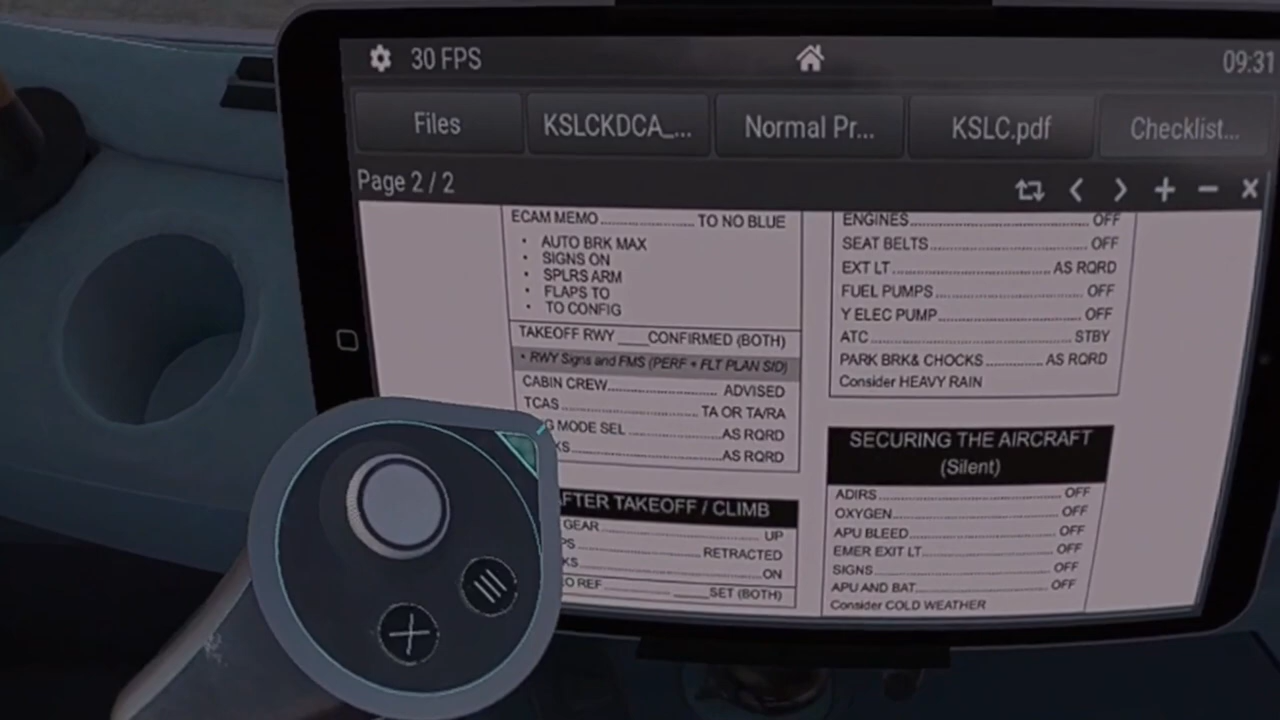 30 FPS
09:31
Files
KSLCKDCA_...
Normal Pr...
KSLC.pdf
Checklist...
Page 2 / 2
ECAM MEMO TO NO BLUE
• AUTO BRK MAX
• SIGNS ON
• SPLRS ARM
• FLAPS TO
• TO CONFIG
TAKEOFF RWY ____CONFIRMED (BOTH)
• RWY Signs and FMS (PERF + FLT PLAN SID)
CABIN CREW ADVISED
TCAS TA OR TA/RA
MODE SEL AS RQRD
AS RQRD
AFTER TAKEOFF / CLIMB
GEAR UP
RETRACTED
ON
REF ____SET (BOTH)
ENGINES OFF
SEAT BELTS OFF
EXT LT AS RQRD
FUEL PUMPS OFF
Y ELEC PUMP OFF
ATC STBY
PARK BRK& CHOCKS AS RQRD
Consider HEAVY RAIN
SECURING THE AIRCRAFT
(Silent)
ADIRS OFF
OXYGEN OFF
APU BLEED OFF
EMER EXIT LT OFF
SIGNS OFF
APU AND BAT OFF
Consider COLD WEATHER